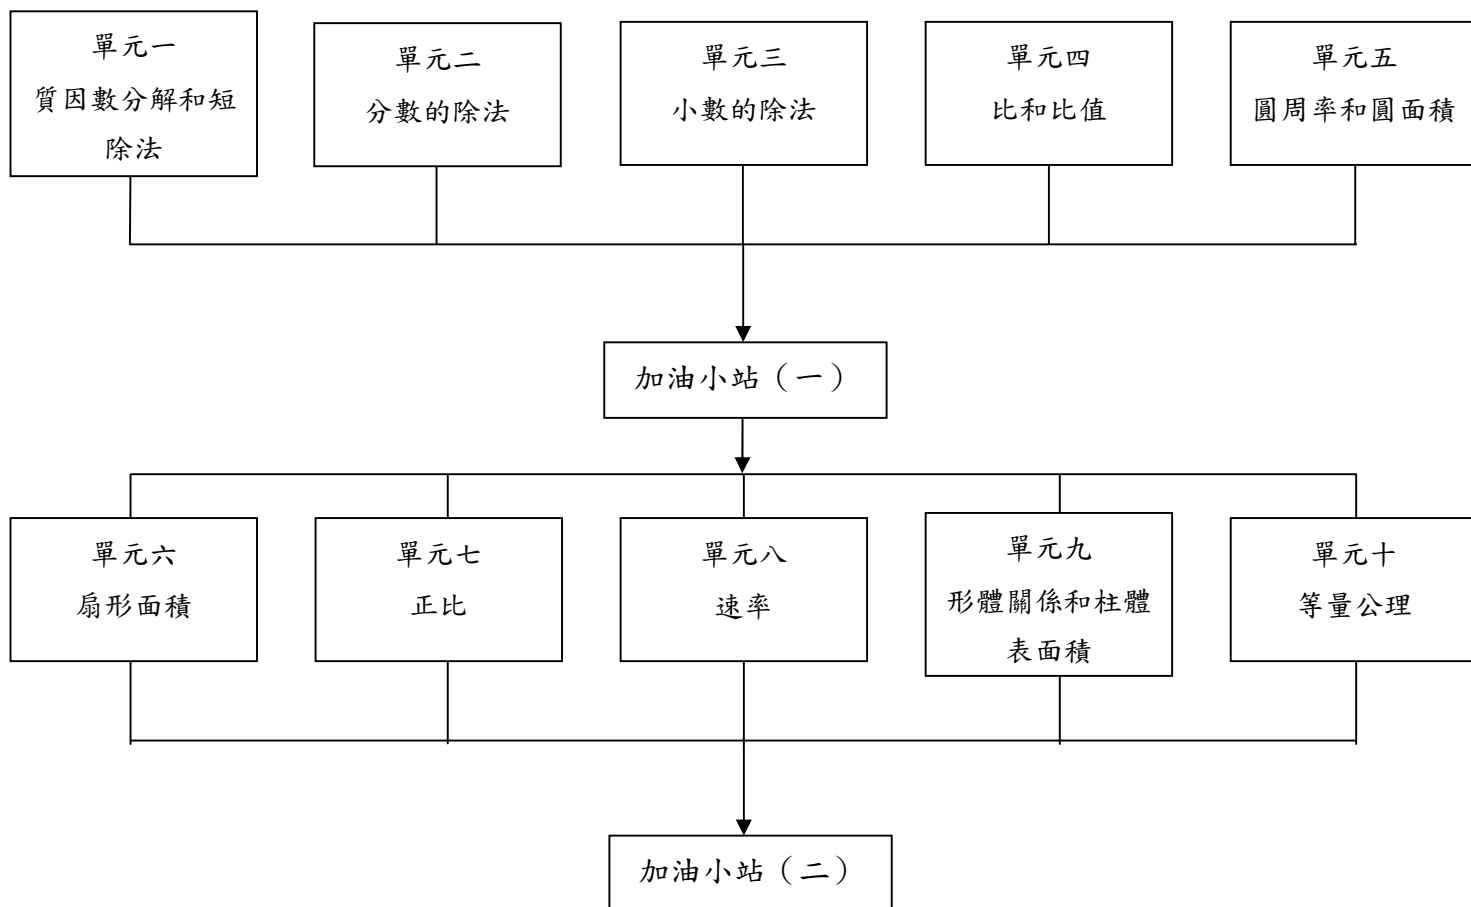 單元一
質因數分解和短
除法
單元二
分數的除法
單元三
小數的除法
單元四
比和比值
單元五
圓周率和圓面積
加油小站（一）
單元六
扇形面積
單元七
正比
單元八
速率
單元九
形體關係和柱體
表面積
單元十
等量公理
加油小站（二）